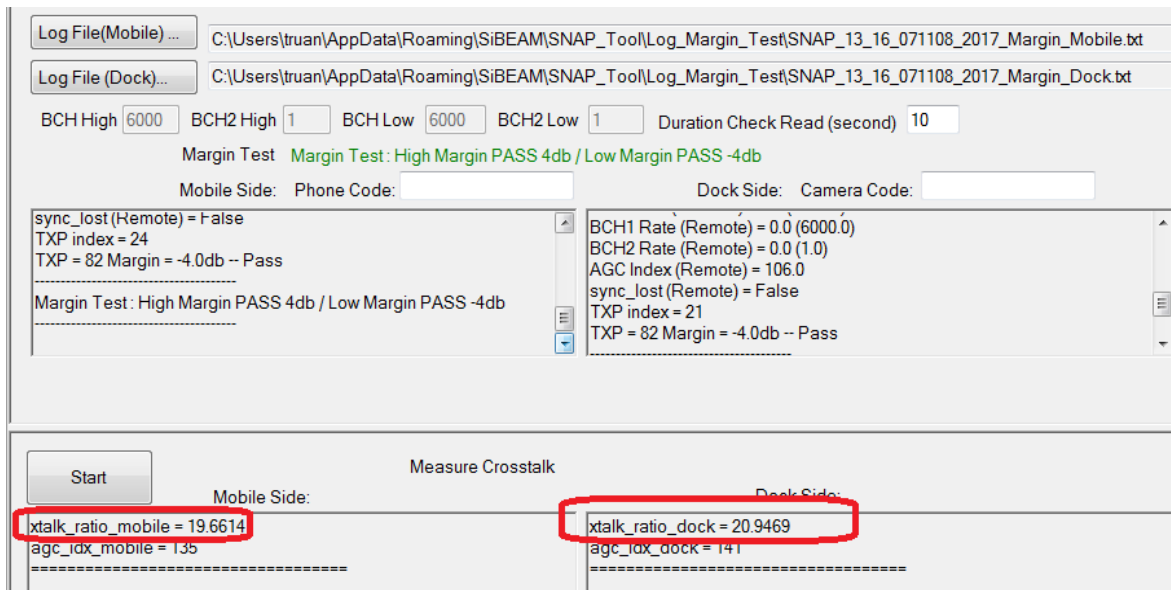 Log File(Mobile) ... C:\Users\truan\AppData\Roaming\SiBEAM\SNAP_Tool\Log_Margin_Test\SNAP_13_16_071108_2017_Margin_Mobile.txt
Log File (Dock)... C:\Users\truan\AppData\Roaming\SiBEAM\SNAP_Tool\Log_Margin_Test\SNAP_13_16_071108_2017_Margin_Dock.txt
BCH High 6000 BCH2 High 1 BCH Low 6000 BCH2 Low 1 Duration Check Read (second) 10
Margin Test Margin Test : High Margin PASS 4db / Low Margin PASS -4db
Mobile Side: Phone Code: Dock Side: Camera Code:
sync_lost (Remote) = False
TXP index = 24
TXP = 82 Margin = -4.0db -- Pass
---------------------------------------
Margin Test : High Margin PASS 4db / Low Margin PASS -4db
---------------------------------------
BCH1 Rate (Remote) = 0.0 (6000.0)
BCH2 Rate (Remote) = 0.0 (1.0)
AGC Index (Remote) = 106.0
sync_lost (Remote) = False
TXP index = 21
TXP = 82 Margin = -4.0db -- Pass
---------------------------------------
Start Measure Crosstalk
Mobile Side: Dock Side:
xtalk_ratio_mobile = 19.6614
agc_idx_mobile = 135
===================================
xtalk_ratio_dock = 20.9469
agc_idx_dock = 141
===================================